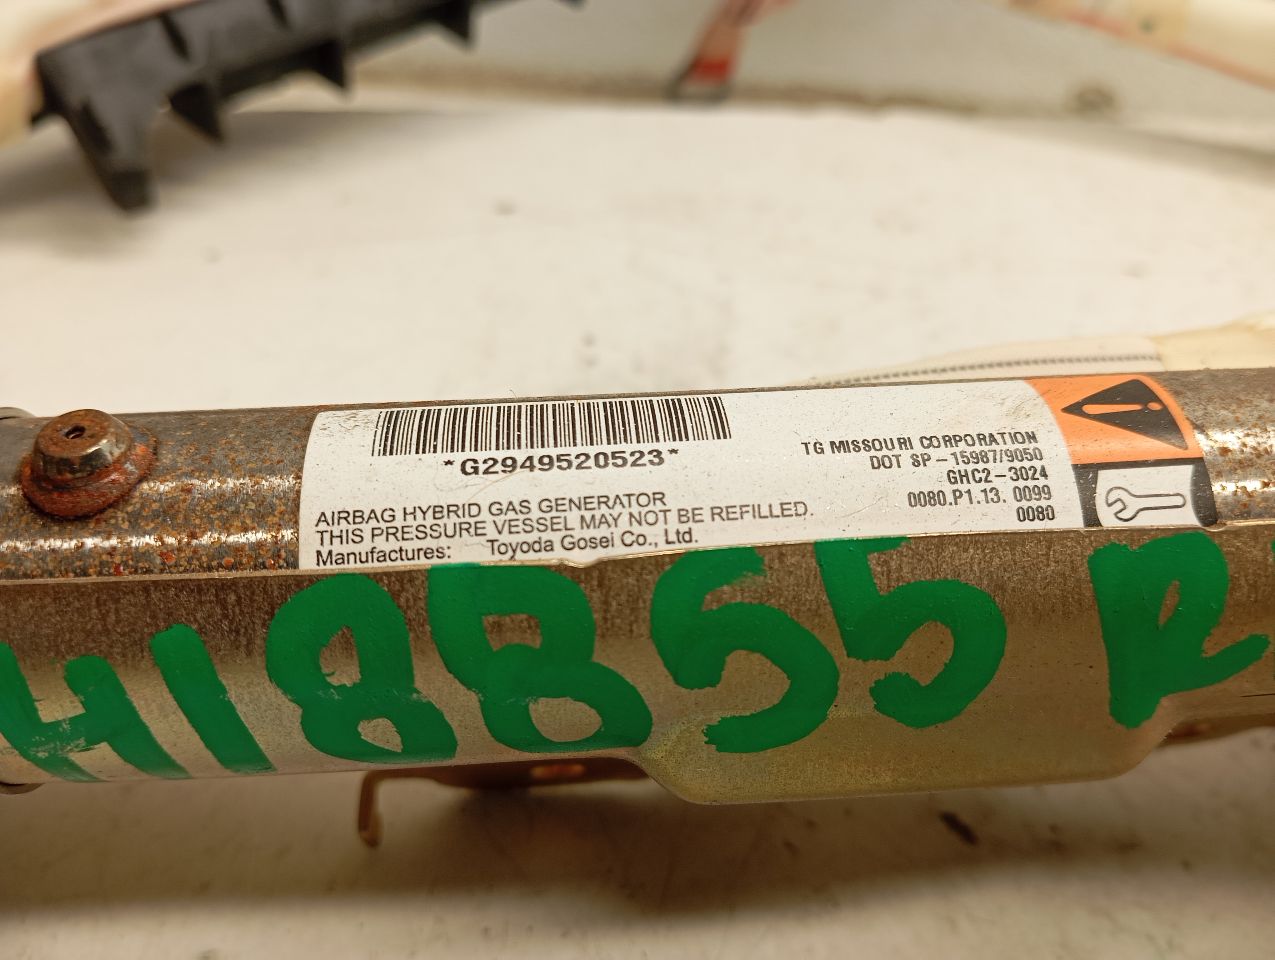 *G2949520523*
AIRBAG HYBRID GAS GENERATOR
THIS PRESSURE VESSEL MAY NOT BE REFILLED.
Manufactures: Toyoda Gosei Co., Ltd.
TG MISSOURI CORPORATION
DOT SP-15987/9050
GHC2-3024
0080.P1.13. 0099
0080
H18855 R